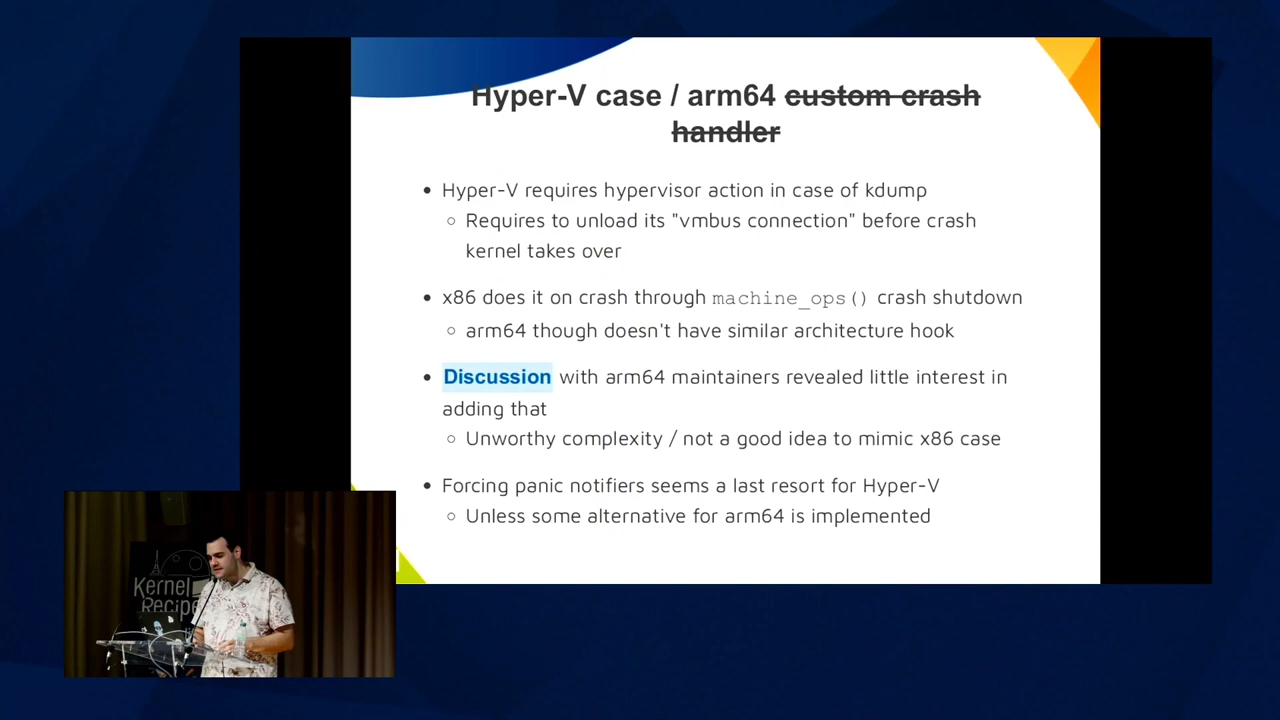 Hyper-V case / arm64 custom crash
handler
• Hyper-V requires hypervisor action in case of kdump
○ Requires to unload its "vmbus connection" before crash
kernel takes over
• x86 does it on crash through machine_ops() crash shutdown
○ arm64 though doesn't have similar architecture hook
• Discussion with arm64 maintainers revealed little interest in
adding that
○ Unworthy complexity / not a good idea to mimic x86 case
• Forcing panic notifiers seems a last resort for Hyper-V
○ Unless some alternative for arm64 is implemented
Kernel